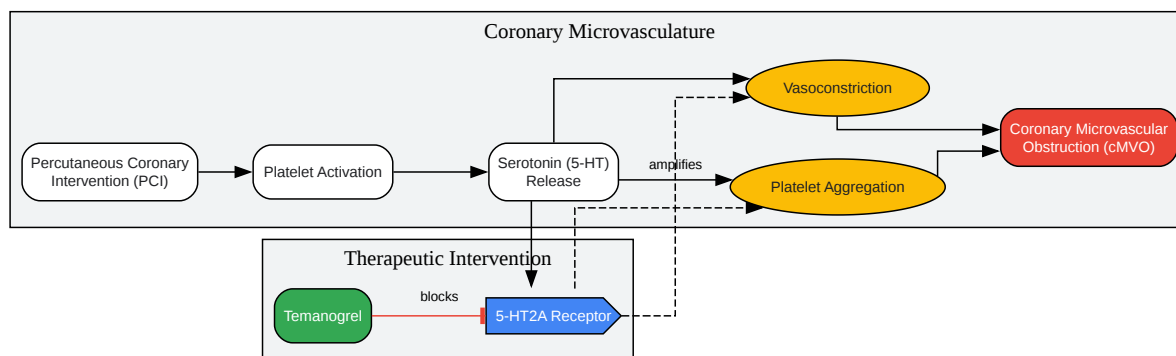 Coronary Microvasculature
Vasoconstriction
Coronary Microvascular
Obstruction (cMVO)
Percutaneous Coronary
Intervention (PCI)
Platelet Activation
Serotonin (5-HT)
Release
amplifies
Platelet Aggregation
Therapeutic Intervention
Temanogrel
blocks
5-HT2A Receptor